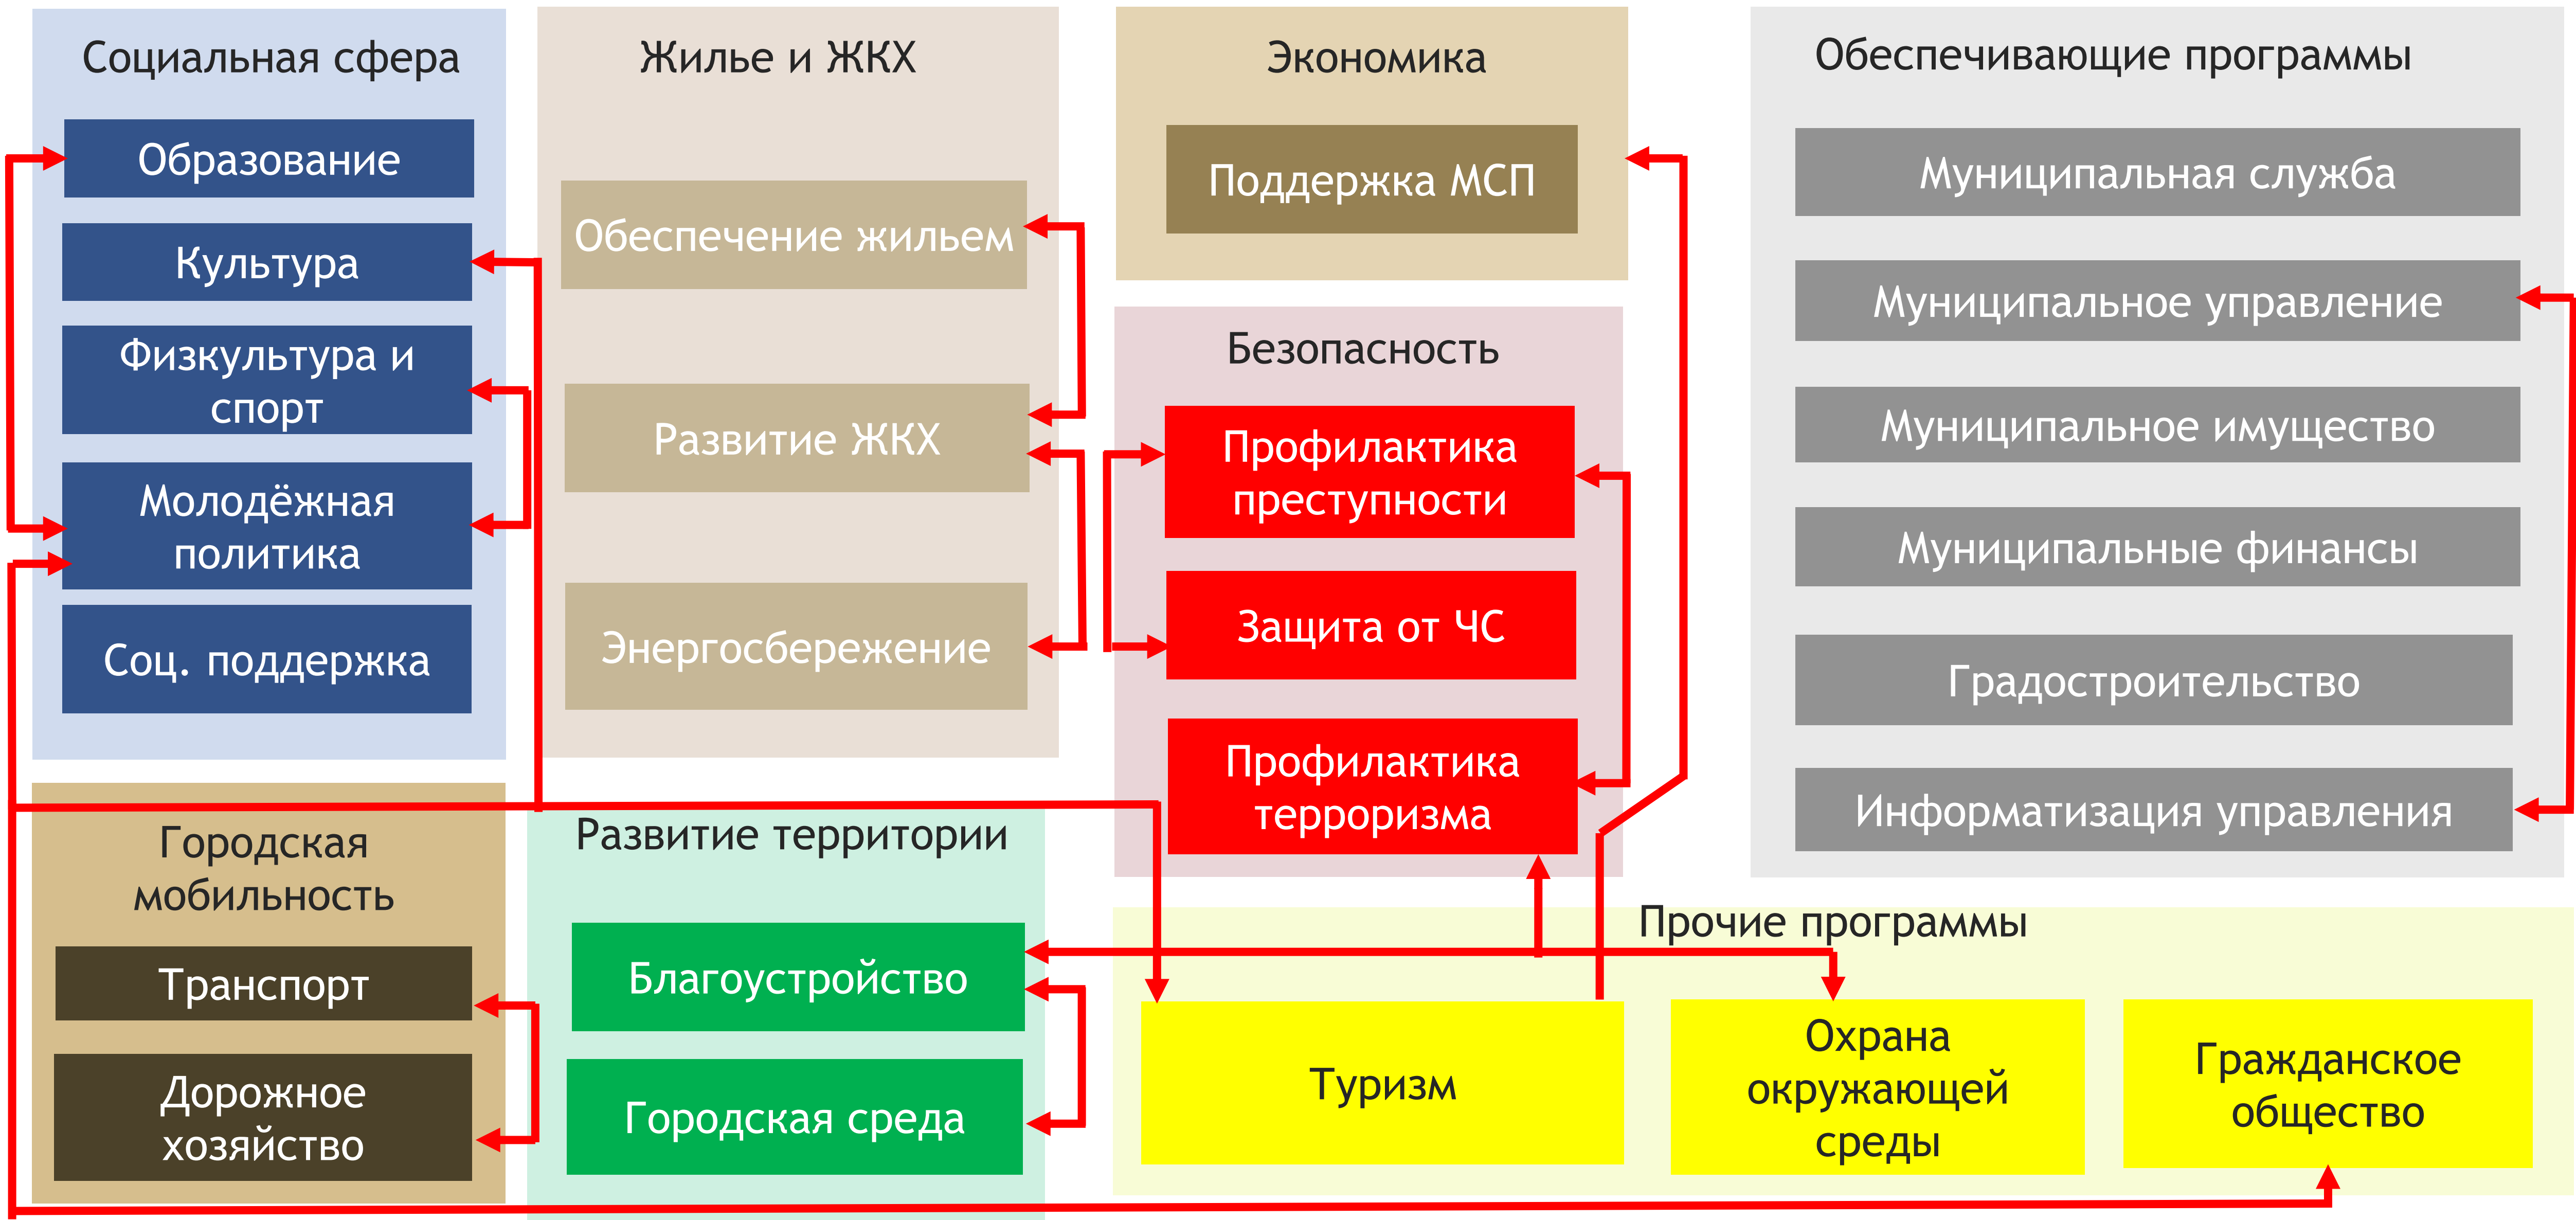 Социальная сфера
Образование
Культура
Физкультура и
спорт
Молодёжная
политика
Соц. поддержка
Жилье и ЖКХ
Обеспечение жильем
Развитие ЖКХ
Энергосбережение
Экономика
Поддержка МСП
Безопасность
Профилактика
преступности
Защита от ЧС
Профилактика
терроризма
Обеспечивающие программы
Муниципальная служба
Муниципальное управление
Муниципальное имущество
Муниципальные финансы
Градостроительство
Информатизация управления
Городская
мобильность
Транспорт
Дорожное
хозяйство
Развитие территории
Благоустройство
Городская среда
Прочие программы
Туризм
Охрана
окружающей
среды
Гражданское
общество